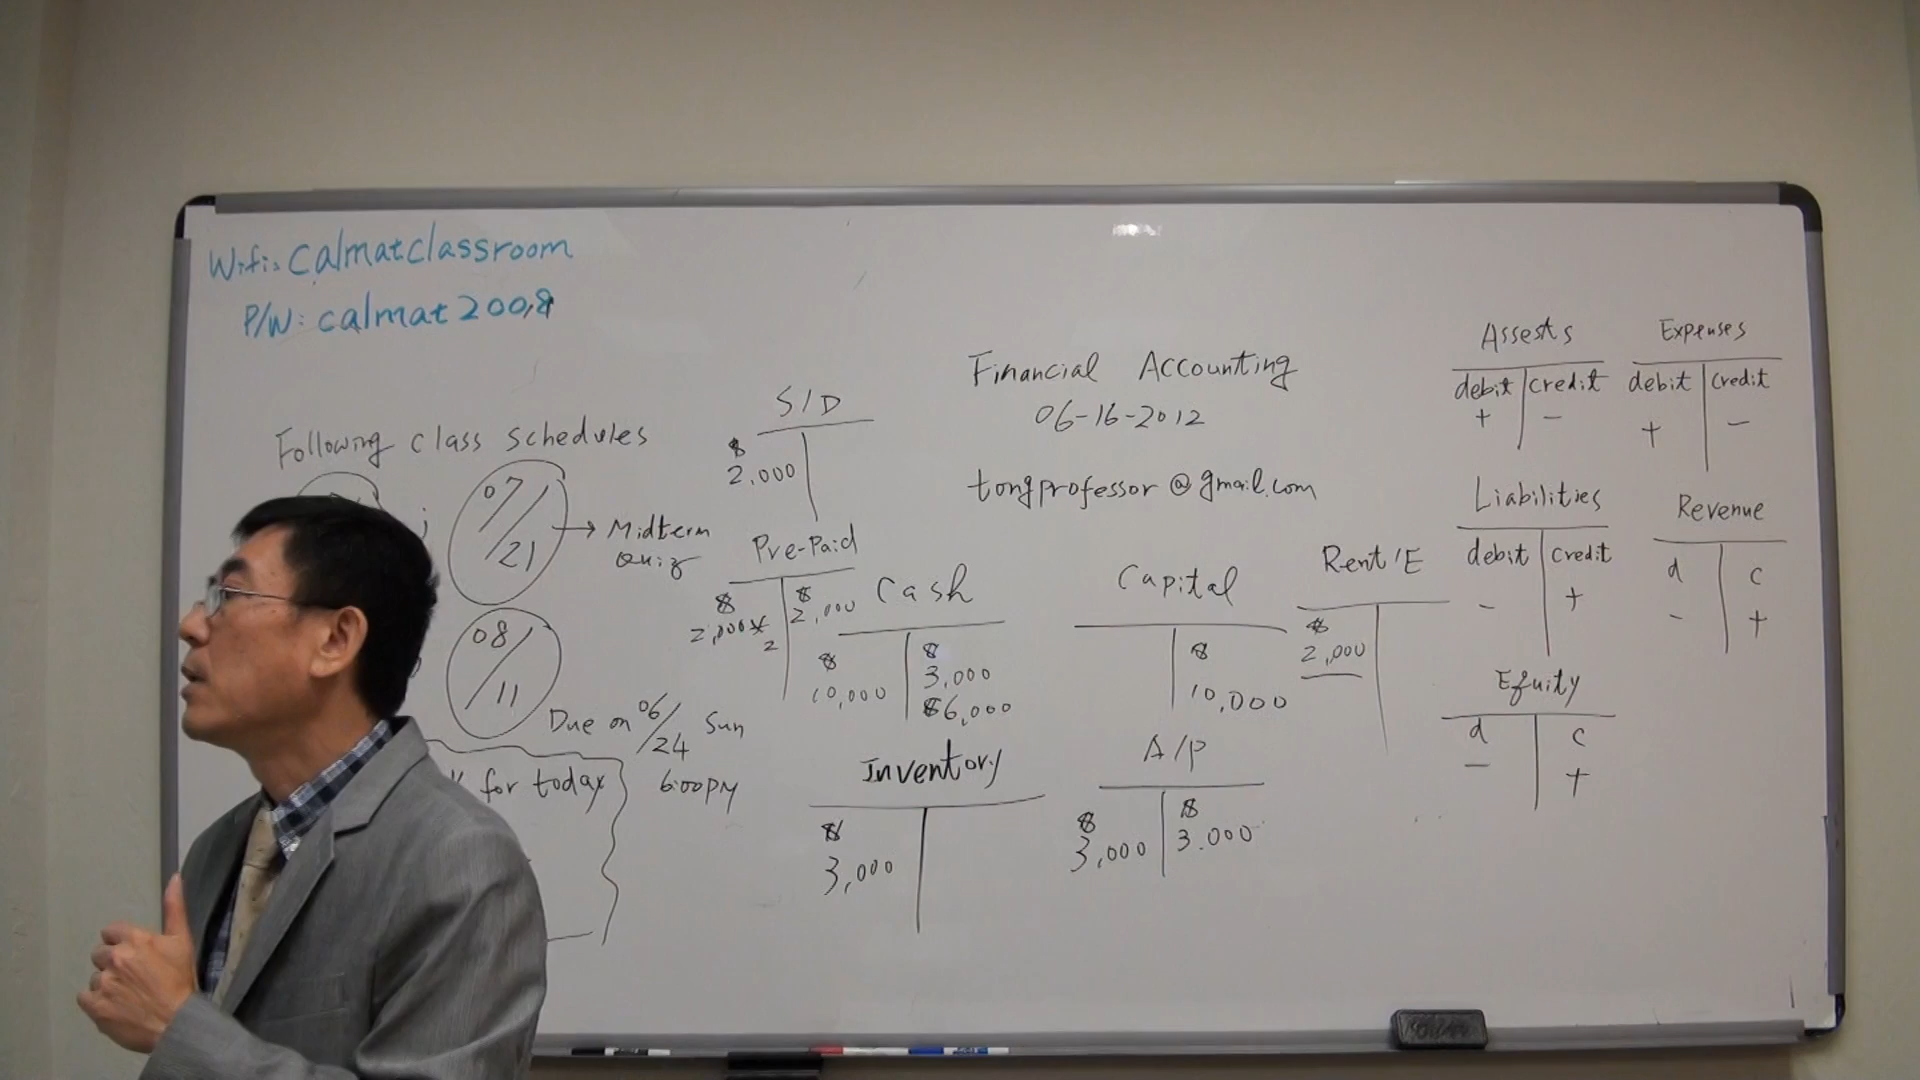 Wifi: Calmatclassroom
P/W: calmat2008
Following class schedules
07/21 → Midterm
Quiz
08/11
Due on 06/24 Sun
6:00PM
for today
S/D
$
2,000
Pre-Paid
$ $
2,000 × 2,000
2
Cash
$ $
10,000 3,000
$6,000
Inventory
$
3,000
Financial Accounting
06-16-2012
tongprofessor@gmail.com
Capital
$
10,000
A/P
$ $
3,000 3.000
Rent'E
$
2,000
Assests
debit credit
+ −
Expenses
debit credit
+ −
Liabilities
debit credit
− +
Revenue
d c
- +
Equity
d c
− +